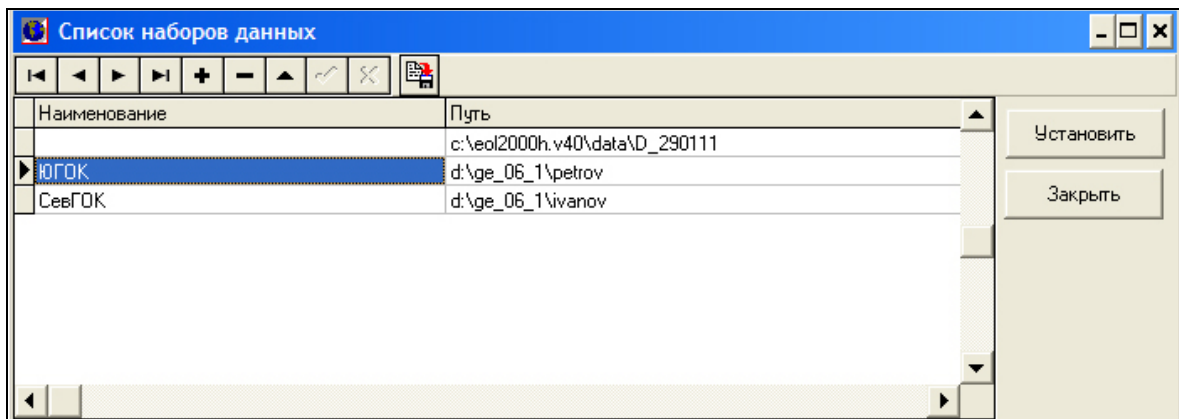 Список наборов данных
Наименование Путь
c:\eol2000h.v40\data\D_290111
Установить
ЮГОК d:\ge_06_1\petrov
СевГОК d:\ge_06_1\ivanov
Закрыть